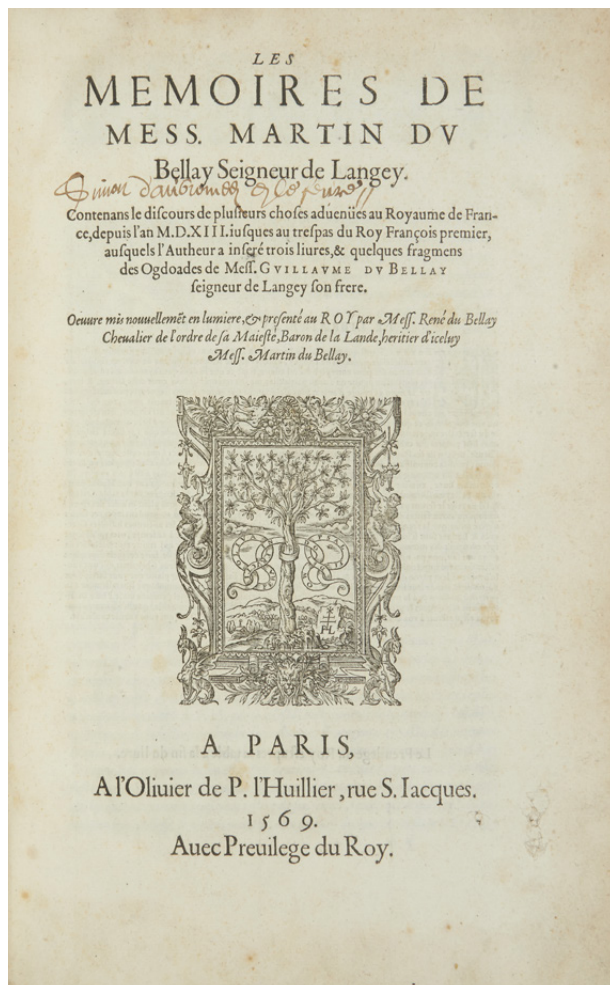 LES
MEMOIRES DE
MESS. MARTIN DV
Bellay Seigneur de Langey.
Contenans le diſcours de pluſieurs choſes aduenües au Royaume de Fran-
ce, depuis l'an M.D.XIII. iuſques au treſpas du Roy François premier,
auſquels l'Autheur a inſeré trois liures, & quelques fragmens
des Ogdoades de Meſſ. GVILLAVME DV BELLAY
ſeigneur de Langey ſon frere.
Oeuure mis nouuellemẽt en lumiere, & preſenté au ROY par Meſſ. René du Bellay
Cheualier de l'ordre de ſa Maieſté, Baron de la Lande, heritier d'iceluy
Meſſ. Martin du Bellay.
A PARIS,
A l'Oliuier de P. l'Huillier, rue S. Iacques.
1569.
Auec Preuilege du Roy.